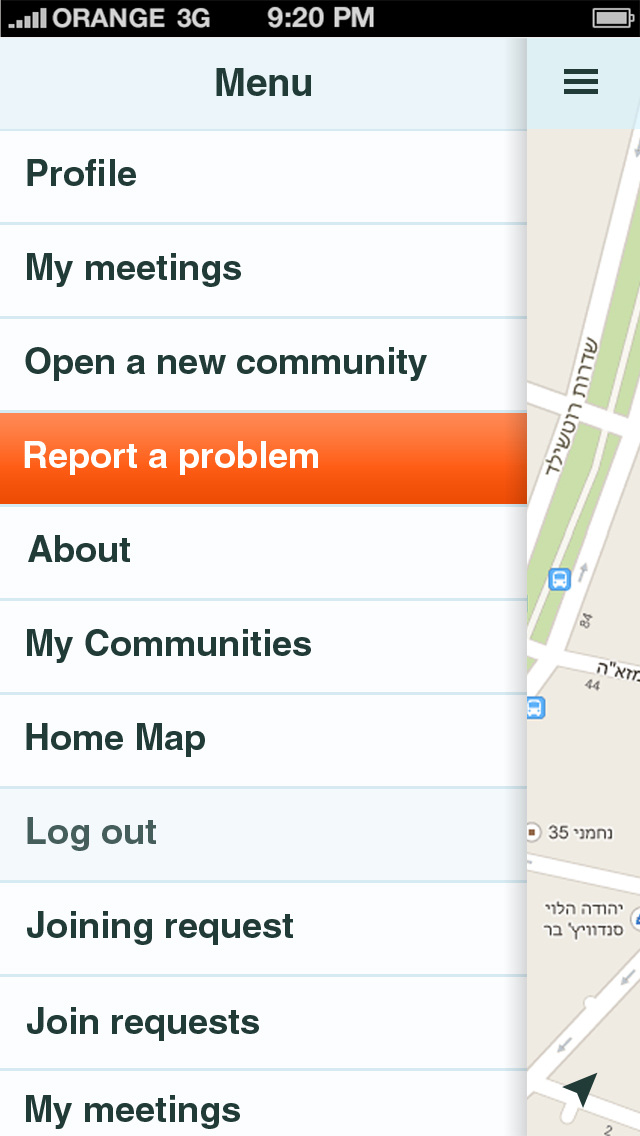 ORANGE 3G 9:20 PM
Menu
Profile
My meetings
Open a new community
Report a problem
About
My Communities
Home Map
Log out
Joining request
Join requests
My meetings
שדרות רוטשילד
84
מזא"ה
44
נחמני 35
יהודה הלוי
סנדוויץ' בר
2